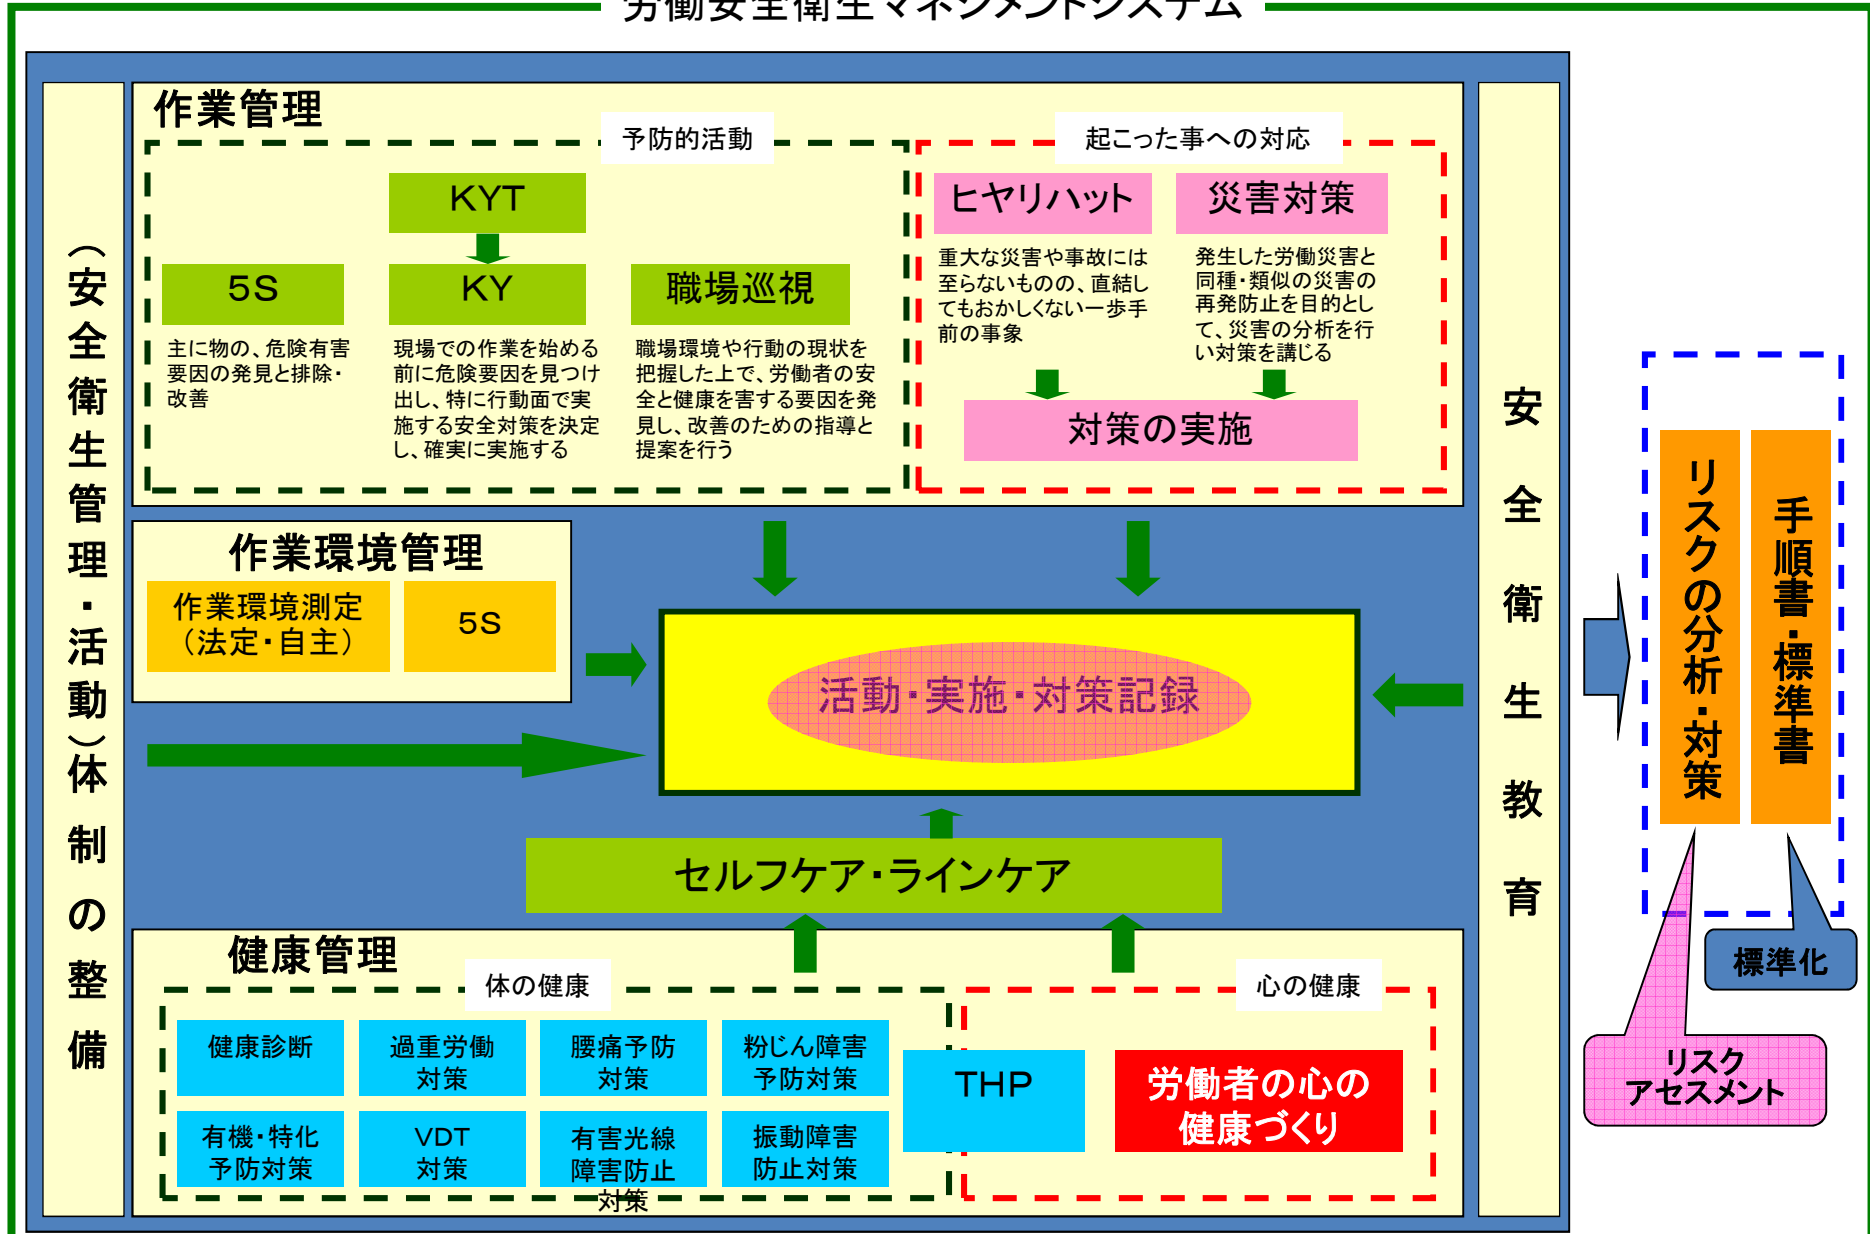 労働安全衛生マネジメントシステム
(安全衛生管理・活動)体制の整備
作業管理
予防的活動
KYT
5S
KY
職場巡視
主に物の、危険有害
要因の発見と排除・
改善
現場での作業を始める
前に危険要因を見つけ
出し、特に行動面で実
施する安全対策を決定
し、確実に実施する
職場環境や行動の現状を
把握した上で、労働者の安
全と健康を害する要因を発
見し、改善のための指導と
提案を行う
起こった事への対応
ヒヤリハット
災害対策
重大な災害や事故には
至らないものの、直結し
てもおかしくない一歩手
前の事象
発生した労働災害と
同種・類似の災害の
再発防止を目的とし
て、災害の分析を行
い対策を講じる
対策の実施
作業環境管理
作業環境測定
(法定・自主)
5S
活動・実施・対策記録
セルフケア・ラインケア
健康管理
体の健康
健康診断
過重労働
対策
腰痛予防
対策
粉じん障害
予防対策
有機・特化
予防対策
VDT
対策
有害光線
障害防止
対策
振動障害
防止対策
THP
心の健康
労働者の心の
健康づくり
安全衛生教育
リスクの分析・対策
手順書・標準書
標準化
リスク
アセスメント